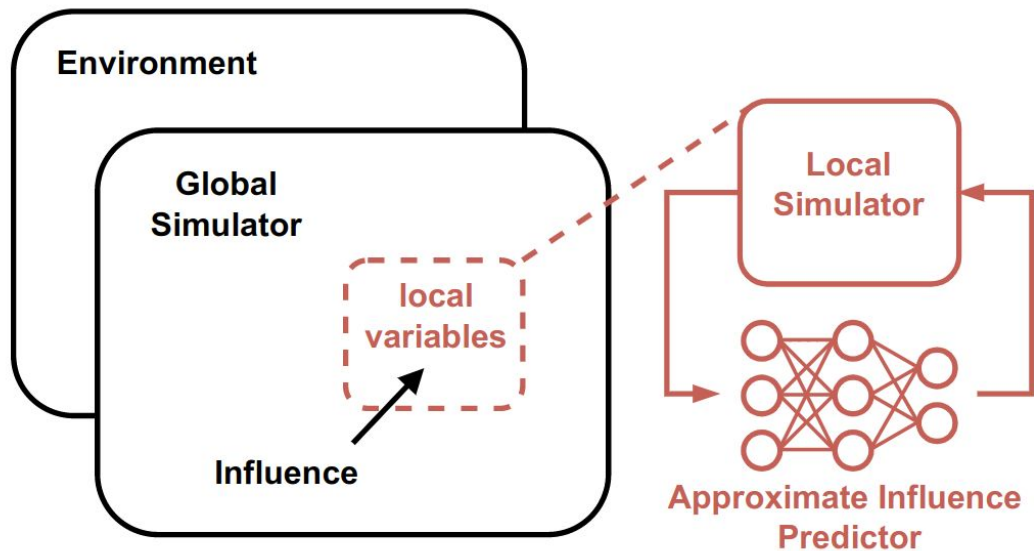 Environment
Global
Simulator
local
variables
Influence
Local
Simulator
Approximate Influence
Predictor